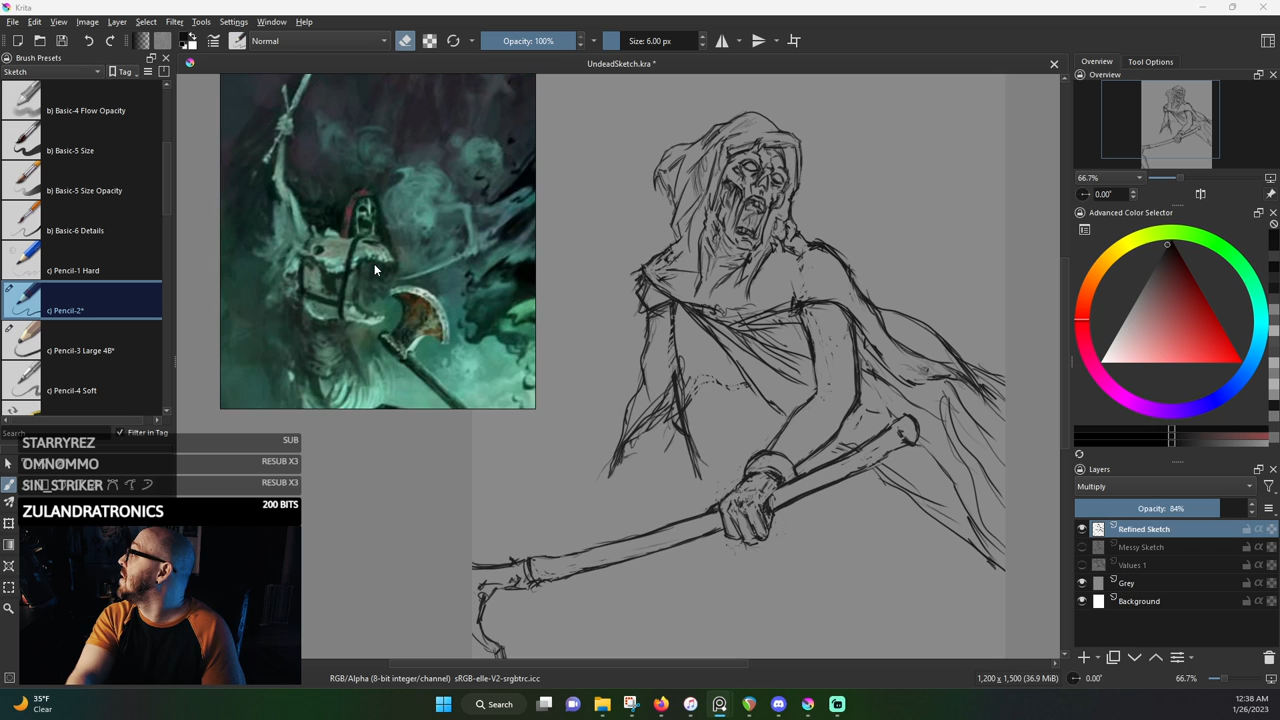 Krita
File Edit View Image Layer Select Filter Tools Settings Window Help
Normal
Opacity: 100%
Size: 6.00 px
Brush Presets
Sketch
Tag
UndeadSketch.kra *
Overview
Tool Options
Overview
b) Basic-4 Flow Opacity
b) Basic-5 Size
b) Basic-5 Size Opacity
b) Basic-6 Details
c) Pencil-1 Hard
c) Pencil-2*
c) Pencil-3 Large 4B*
c) Pencil-4 Soft
Search
Filter in Tag
STARRYREZ SUB
OMNOMMO RESUB X3
SIN_STRIKER RESUB X3
ZULANDRATRONICS 200 BITS
66.7%
0.00°
Advanced Color Selector
Layers
Multiply
Opacity: 84%
Refined Sketch
Messy Sketch
Values 1
Grey
Background
RGB/Alpha (8-bit integer/channel) sRGB-elle-V2-srgbtrc.icc
1,200 x 1,500 (36.9 MiB)
0.00°
66.7%
35°F
Clear
Search
12:38 AM
1/26/2023